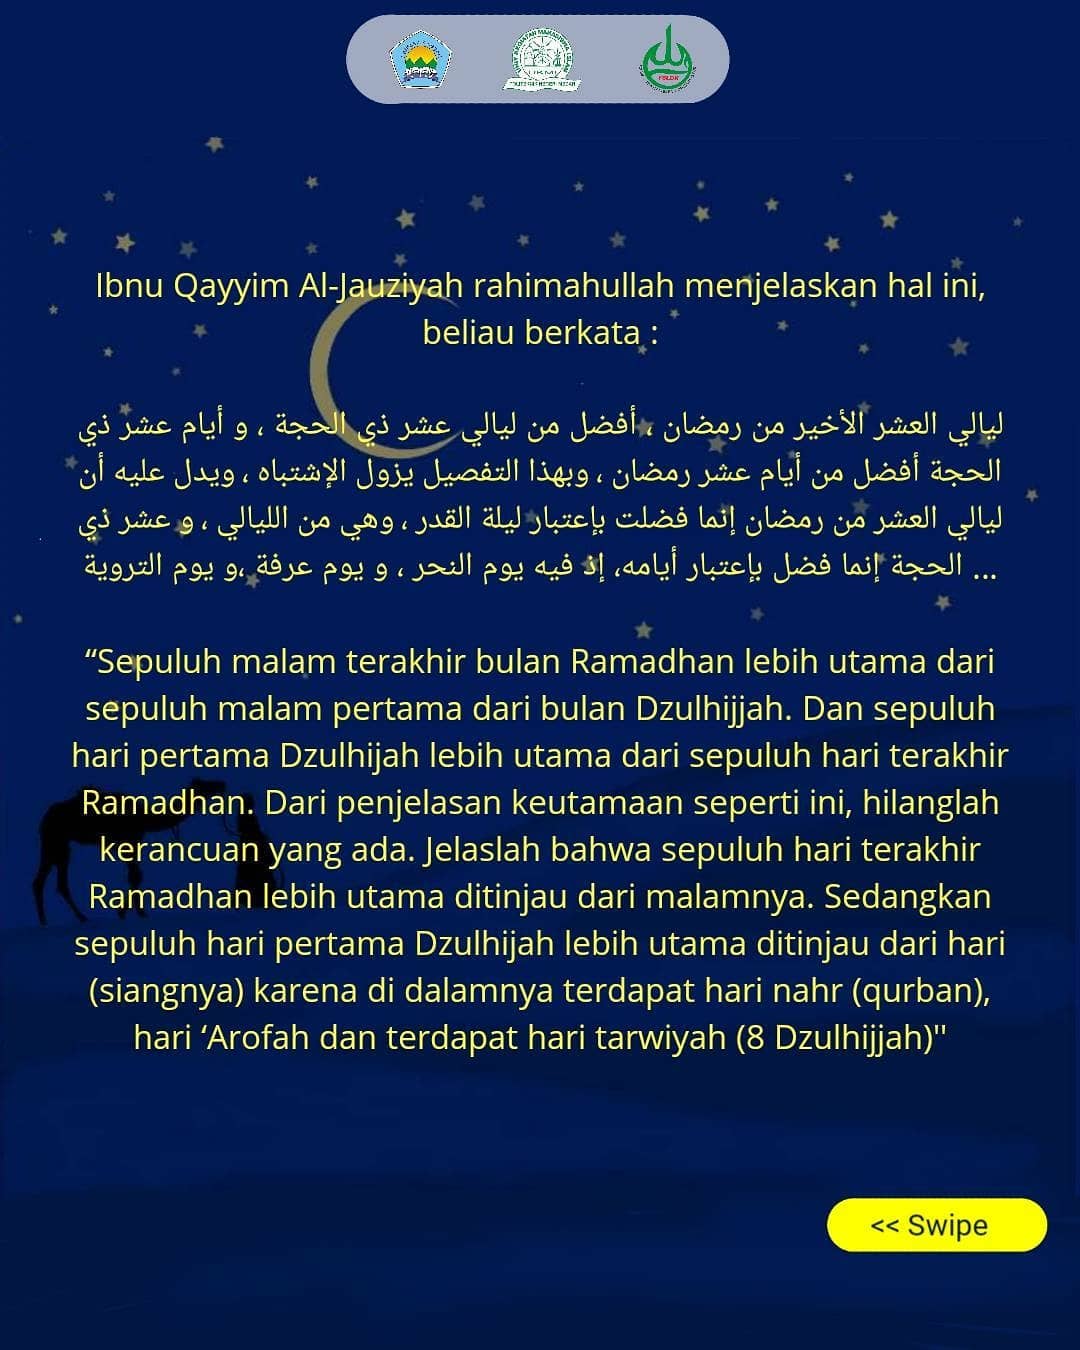 Ibnu Qayyim Al-Jauziyah rahimahullah menjelaskan hal ini,
beliau berkata :
ليالي العشر الأخير من رمضان ، أفضل من ليالي عشر ذي الحجة ، و أيام عشر ذي
الحجة أفضل من أيام عشر رمضان ، وبهذا التفصيل يزول الإشتباه ، ويدل عليه أن
ليالي العشر من رمضان إنما فضلت بإعتبار ليلة القدر ، وهي من الليالي ، و عشر ذي
الحجة إنما فضل بإعتبار أيامه، إذ فيه يوم النحر ، و يوم عرفة ،و يوم التروية ...
“Sepuluh malam terakhir bulan Ramadhan lebih utama dari
sepuluh malam pertama dari bulan Dzulhijjah. Dan sepuluh
hari pertama Dzulhijah lebih utama dari sepuluh hari terakhir
Ramadhan. Dari penjelasan keutamaan seperti ini, hilanglah
kerancuan yang ada. Jelaslah bahwa sepuluh hari terakhir
Ramadhan lebih utama ditinjau dari malamnya. Sedangkan
sepuluh hari pertama Dzulhijah lebih utama ditinjau dari hari
(siangnya) karena di dalamnya terdapat hari nahr (qurban),
hari ‘Arofah dan terdapat hari tarwiyah (8 Dzulhijjah)"
<< Swipe